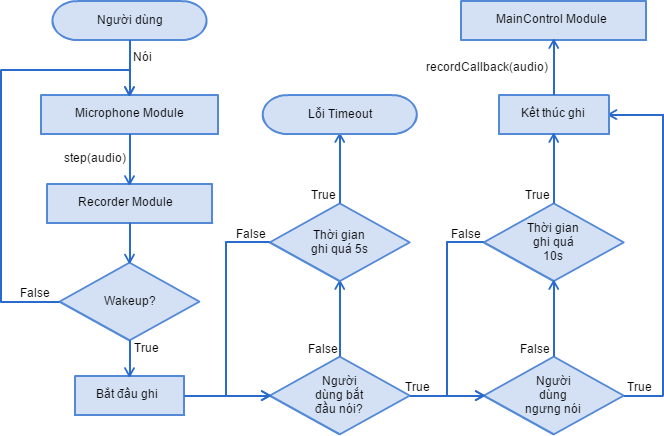 Người dùng
Nói
Microphone Module
step(audio)
Recorder Module
False
Wakeup?
True
Bắt đầu ghi
Lỗi Timeout
True
False
Thời gian
ghi quá 5s
False
Người
dùng bắt
đầu nói?
True
MainControl Module
recordCallback(audio)
Kết thúc ghi
True
False
Thời gian
ghi quá
10s
False
Người
dùng
ngưng nói
True